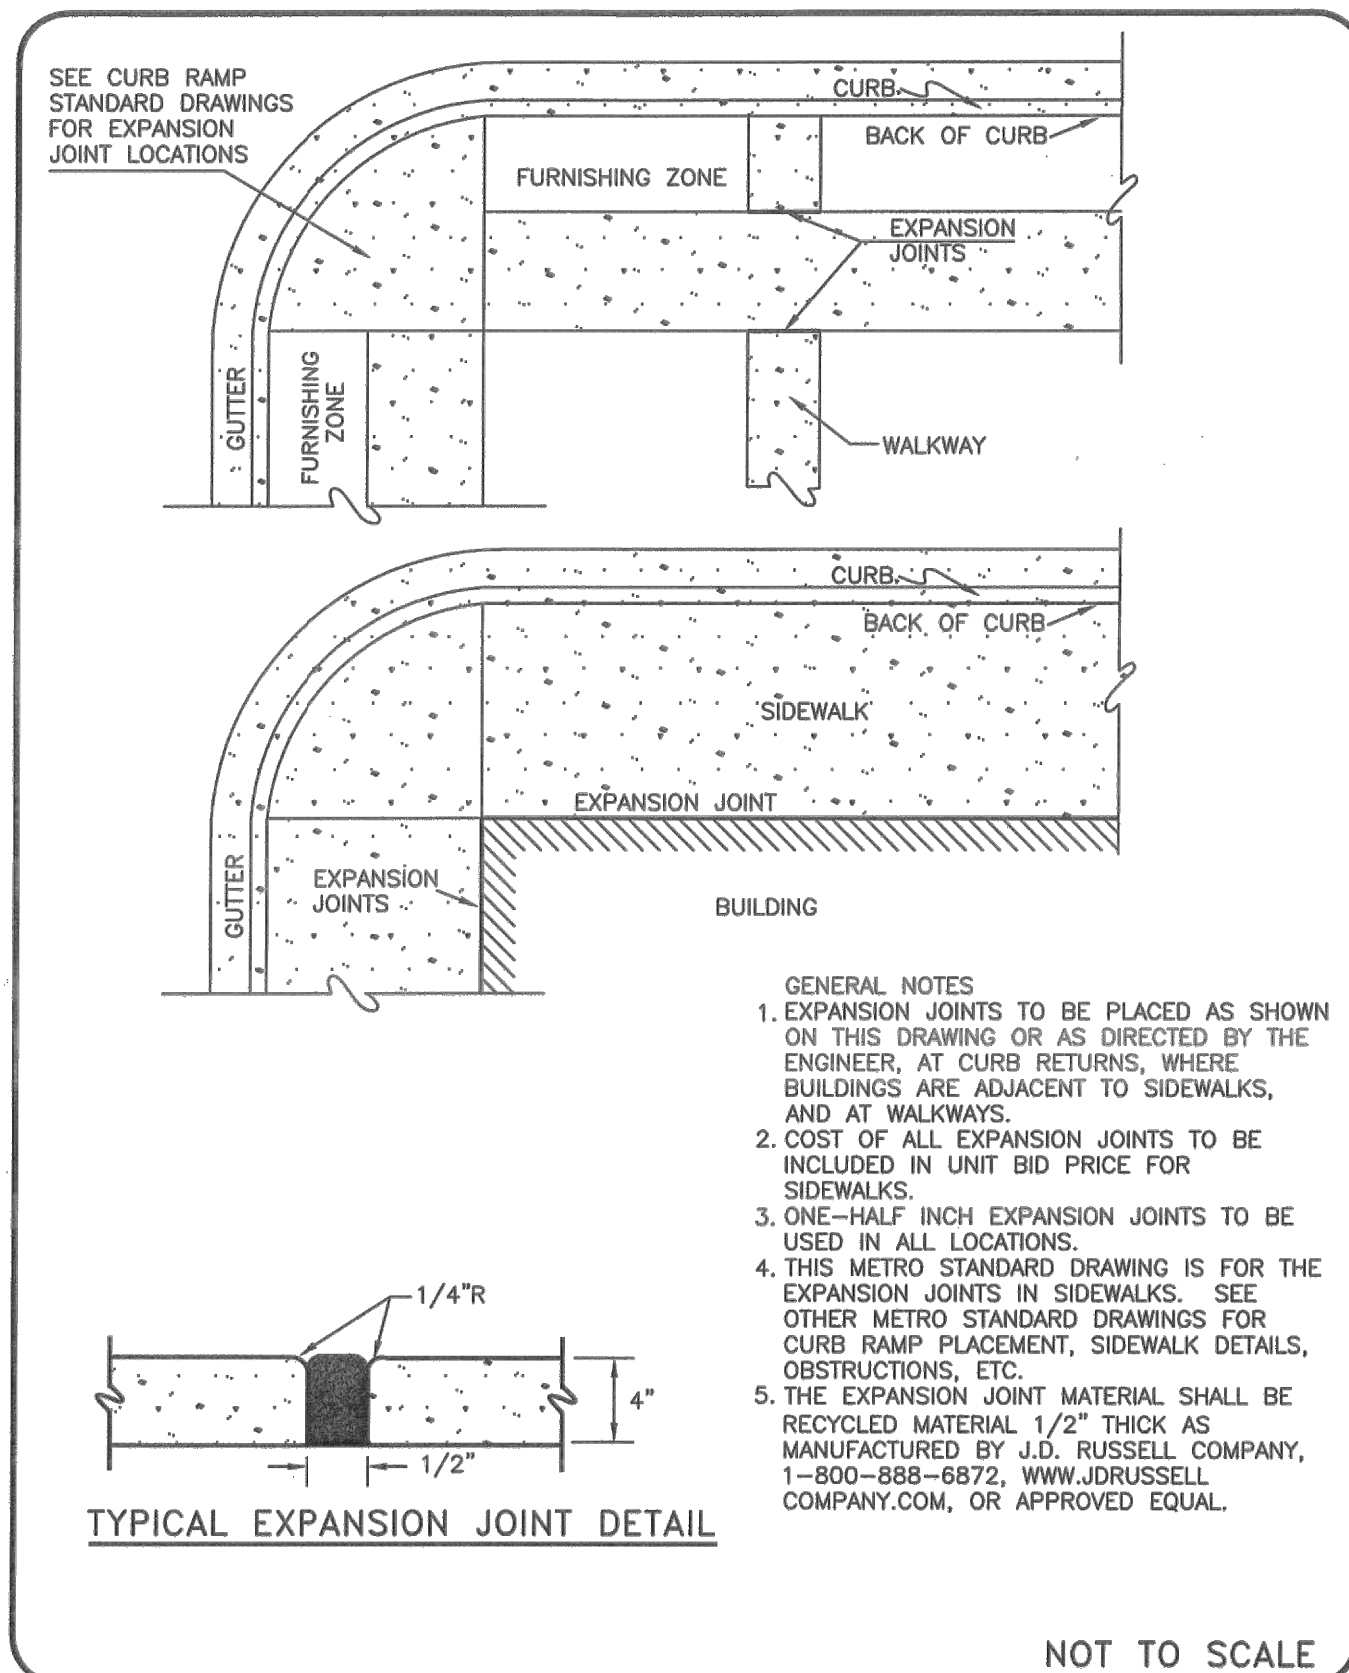 SEE CURB RAMP
STANDARD DRAWINGS
FOR EXPANSION
JOINT LOCATIONS
CURB
BACK OF CURB
FURNISHING ZONE
EXPANSION
JOINTS
GUTTER
FURNISHING
ZONE
WALKWAY
CURB
BACK OF CURB
SIDEWALK
EXPANSION JOINT
GUTTER
EXPANSION
JOINTS
BUILDING
GENERAL NOTES
1. EXPANSION JOINTS TO BE PLACED AS SHOWN
ON THIS DRAWING OR AS DIRECTED BY THE
ENGINEER, AT CURB RETURNS, WHERE
BUILDINGS ARE ADJACENT TO SIDEWALKS,
AND AT WALKWAYS.
2. COST OF ALL EXPANSION JOINTS TO BE
INCLUDED IN UNIT BID PRICE FOR
SIDEWALKS.
3. ONE-HALF INCH EXPANSION JOINTS TO BE
USED IN ALL LOCATIONS.
4. THIS METRO STANDARD DRAWING IS FOR THE
EXPANSION JOINTS IN SIDEWALKS. SEE
OTHER METRO STANDARD DRAWINGS FOR
CURB RAMP PLACEMENT, SIDEWALK DETAILS,
OBSTRUCTIONS, ETC.
5. THE EXPANSION JOINT MATERIAL SHALL BE
RECYCLED MATERIAL 1/2" THICK AS
MANUFACTURED BY J.D. RUSSELL COMPANY,
1-800-888-6872, WWW.JDRUSSELL
COMPANY.COM, OR APPROVED EQUAL.
1/4"R
4"
1/2"
TYPICAL EXPANSION JOINT DETAIL
NOT TO SCALE